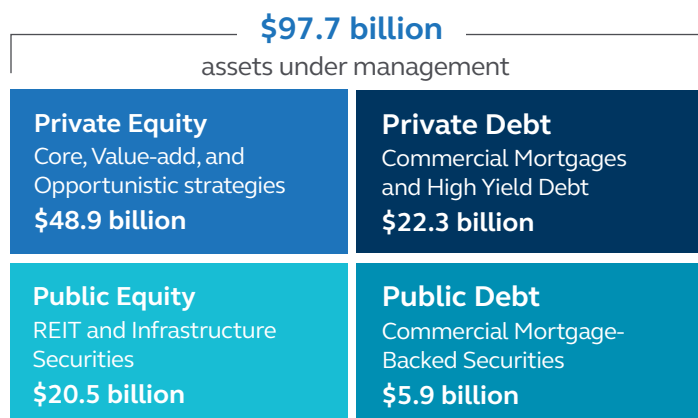 $97.7 billion
assets under management
Private Equity
Core, Value-add, and
Opportunistic strategies
$48.9 billion
Private Debt
Commercial Mortgages
and High Yield Debt
$22.3 billion
Public Equity
REIT and Infrastructure
Securities
$20.5 billion
Public Debt
Commercial Mortgage-
Backed Securities
$5.9 billion